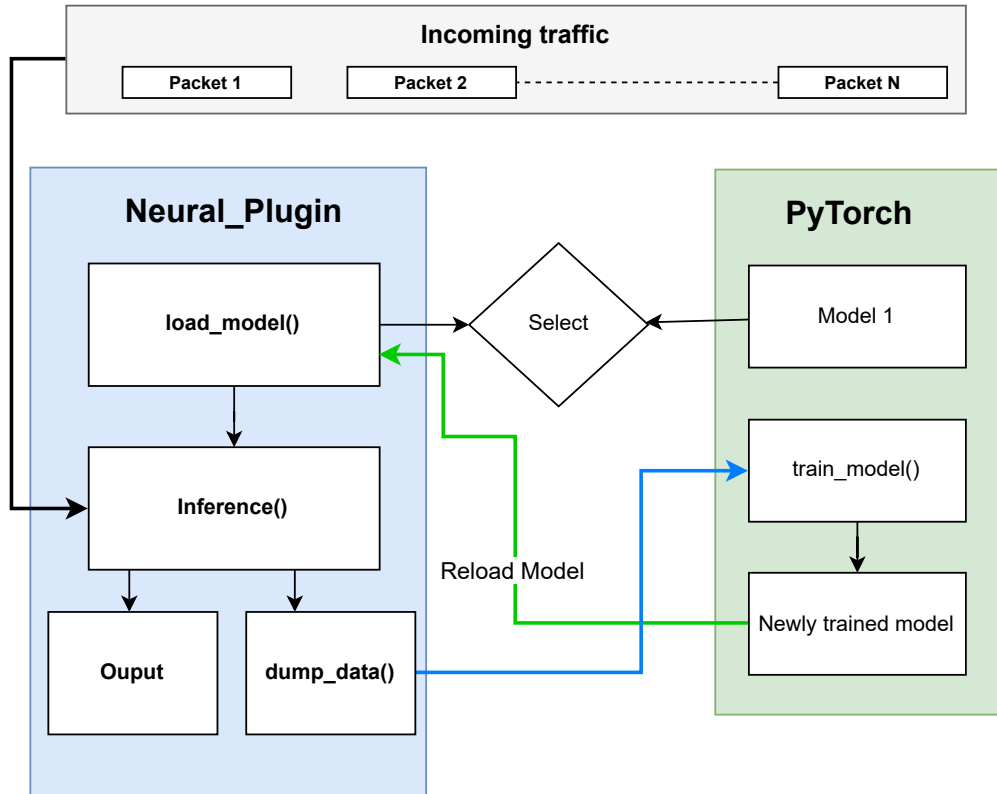 Incoming traffic
Packet 1
Packet 2
Packet N
Neural_Plugin
PyTorch
load_model()
Select
Model 1
Inference()
train_model()
Reload Model
Ouput
dump_data()
Newly trained model